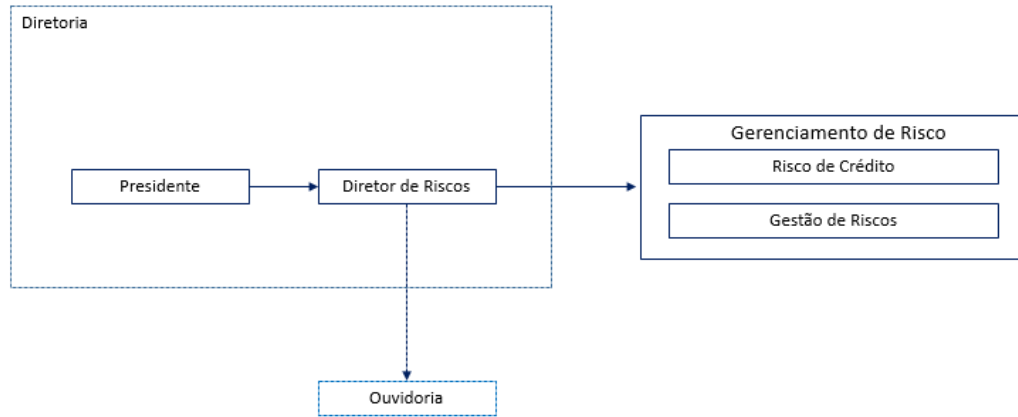 Diretoria
Gerenciamento de Risco
Risco de Crédito
Presidente
Diretor de Riscos
Gestão de Riscos
Ouvidoria